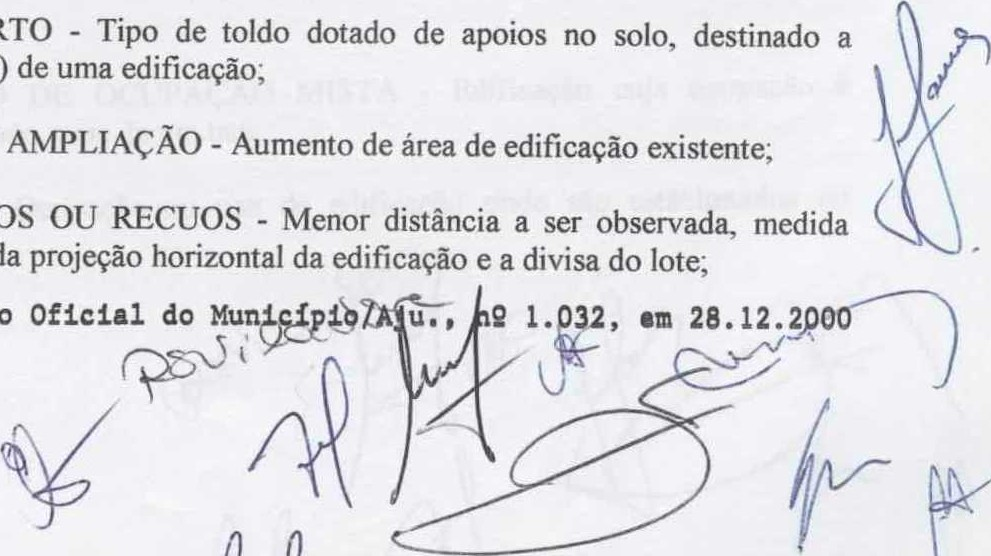 RTO - Tipo de toldo dotado de apoios no solo, destinado a
) de uma edificação;
AMPLIAÇÃO - Aumento de área de edificação existente;
OS OU RECUOS - Menor distância a ser observada, medida
da projeção horizontal da edificação e a divisa do lote;
o Oficial do Município/Aju., nº 1.032, em 28.12.2000